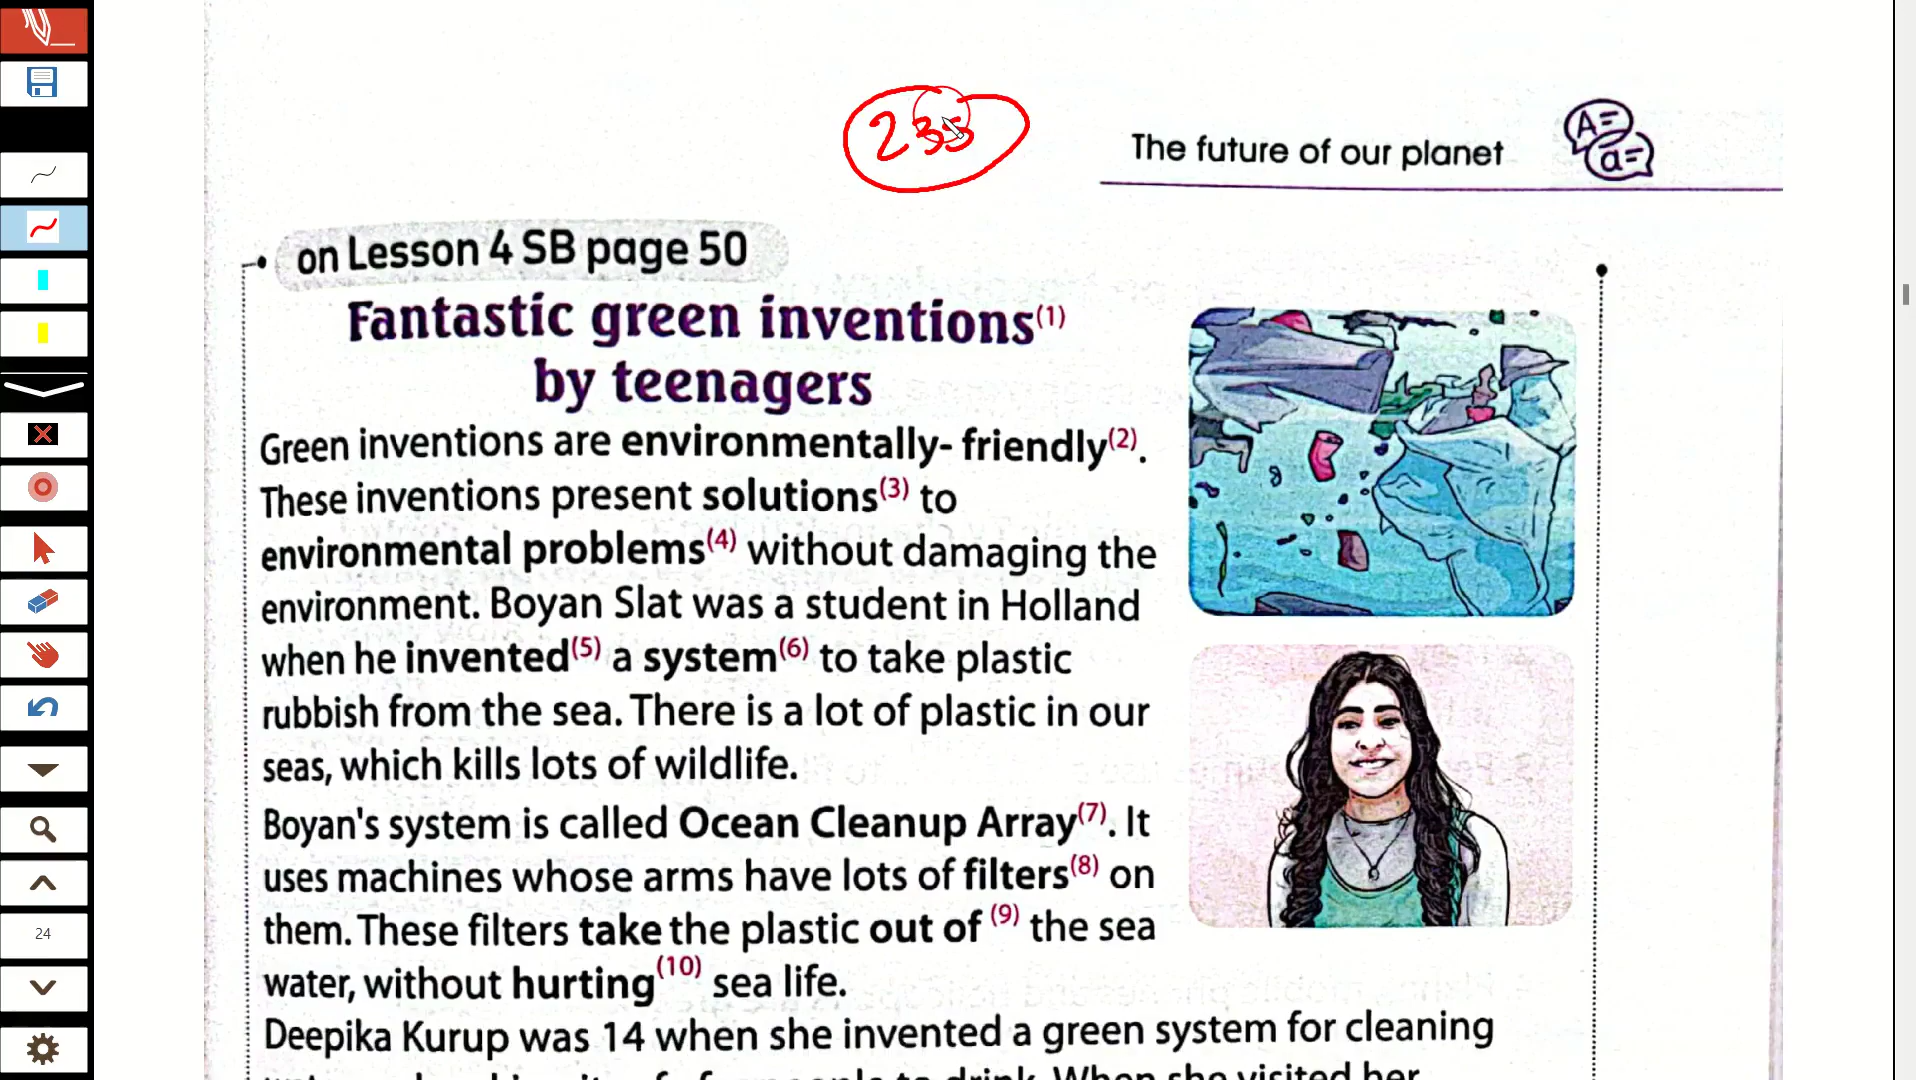 235
The future of our planet
A=
a=
on Lesson 4 SB page 50
Fantastic green inventions(1)
by teenagers
Green inventions are environmentally- friendly(2).
These inventions present solutions(3) to
environmental problems(4) without damaging the
environment. Boyan Slat was a student in Holland
when he invented(5) a system(6) to take plastic
rubbish from the sea. There is a lot of plastic in our
seas, which kills lots of wildlife.
Boyan's system is called Ocean Cleanup Array(7). It
uses machines whose arms have lots of filters(8) on
them. These filters take the plastic out of (9) the sea
water, without hurting(10) sea life.
Deepika Kurup was 14 when she invented a green system for cleaning
drink. When she visited her
24